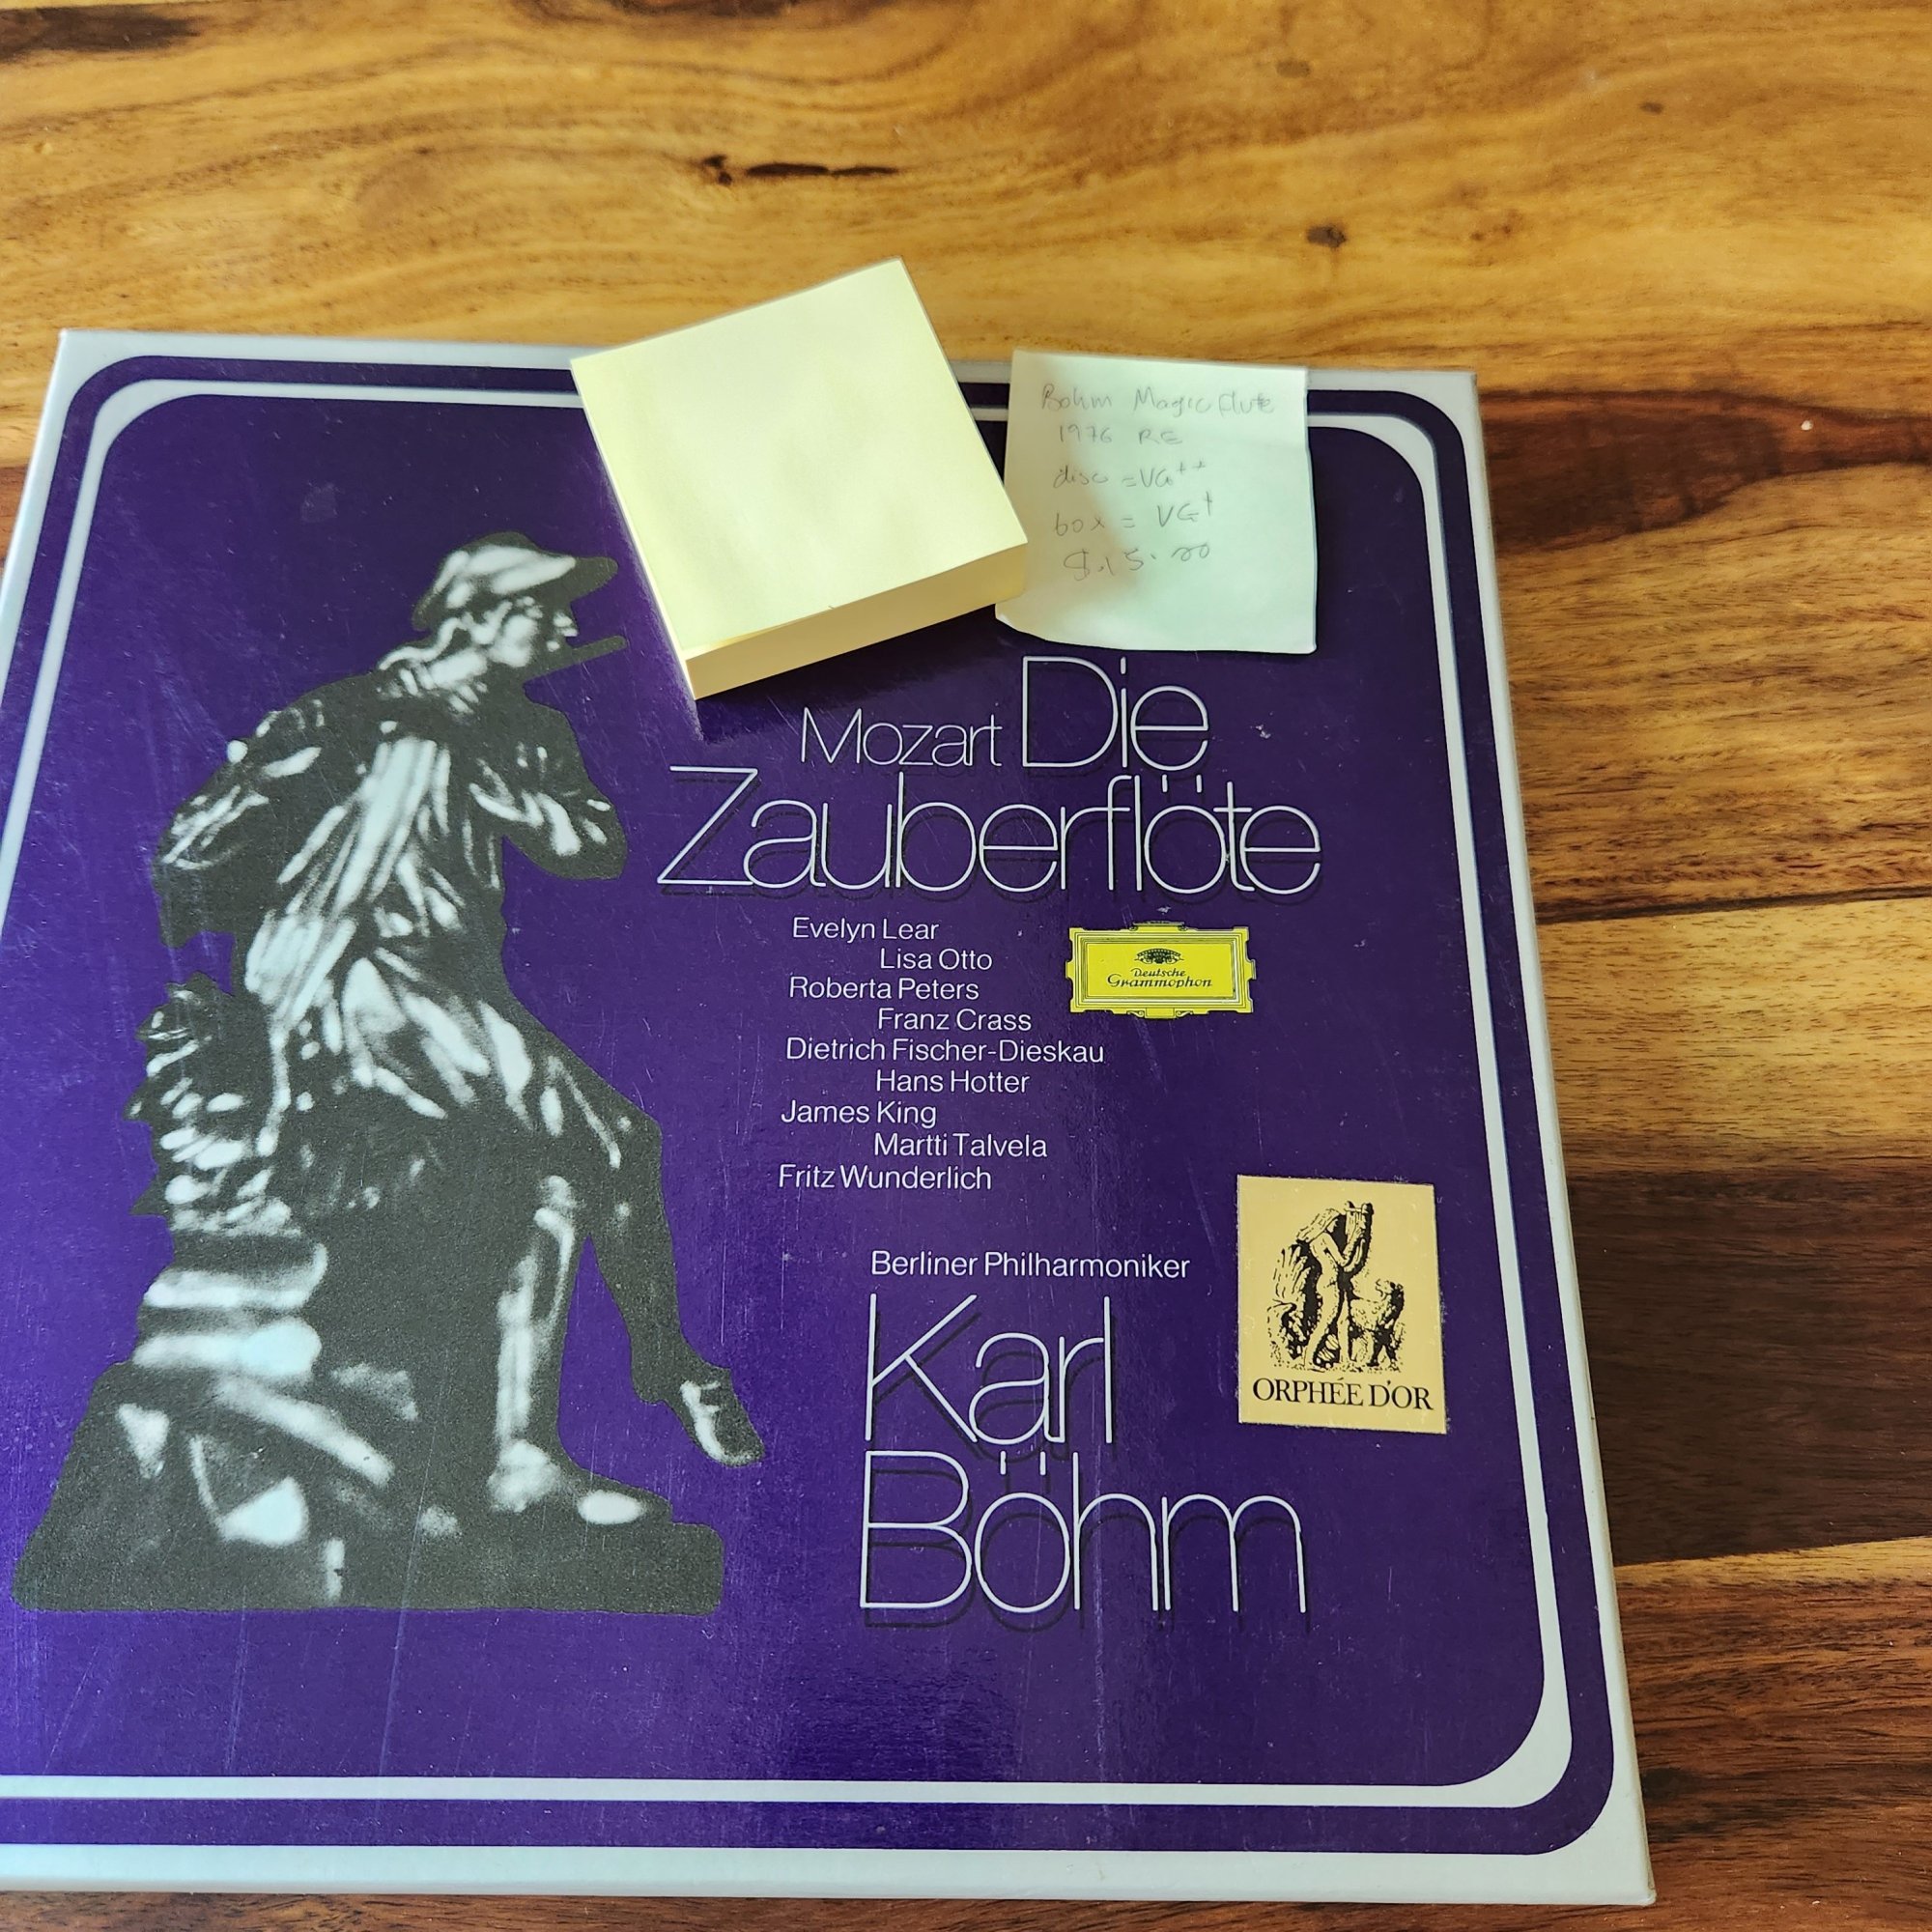 Bohm Magic flute
1976 RE
disc = VG++
box = VG+
$15.00
Mozart Die
Zauberflöte
Evelyn Lear
Lisa Otto
Roberta Peters
Franz Crass
Dietrich Fischer-Dieskau
Hans Hotter
James King
Martti Talvela
Fritz Wunderlich
Deutsche
Grammophon
Berliner Philharmoniker
Karl
Böhm
ORPHÉE D'OR